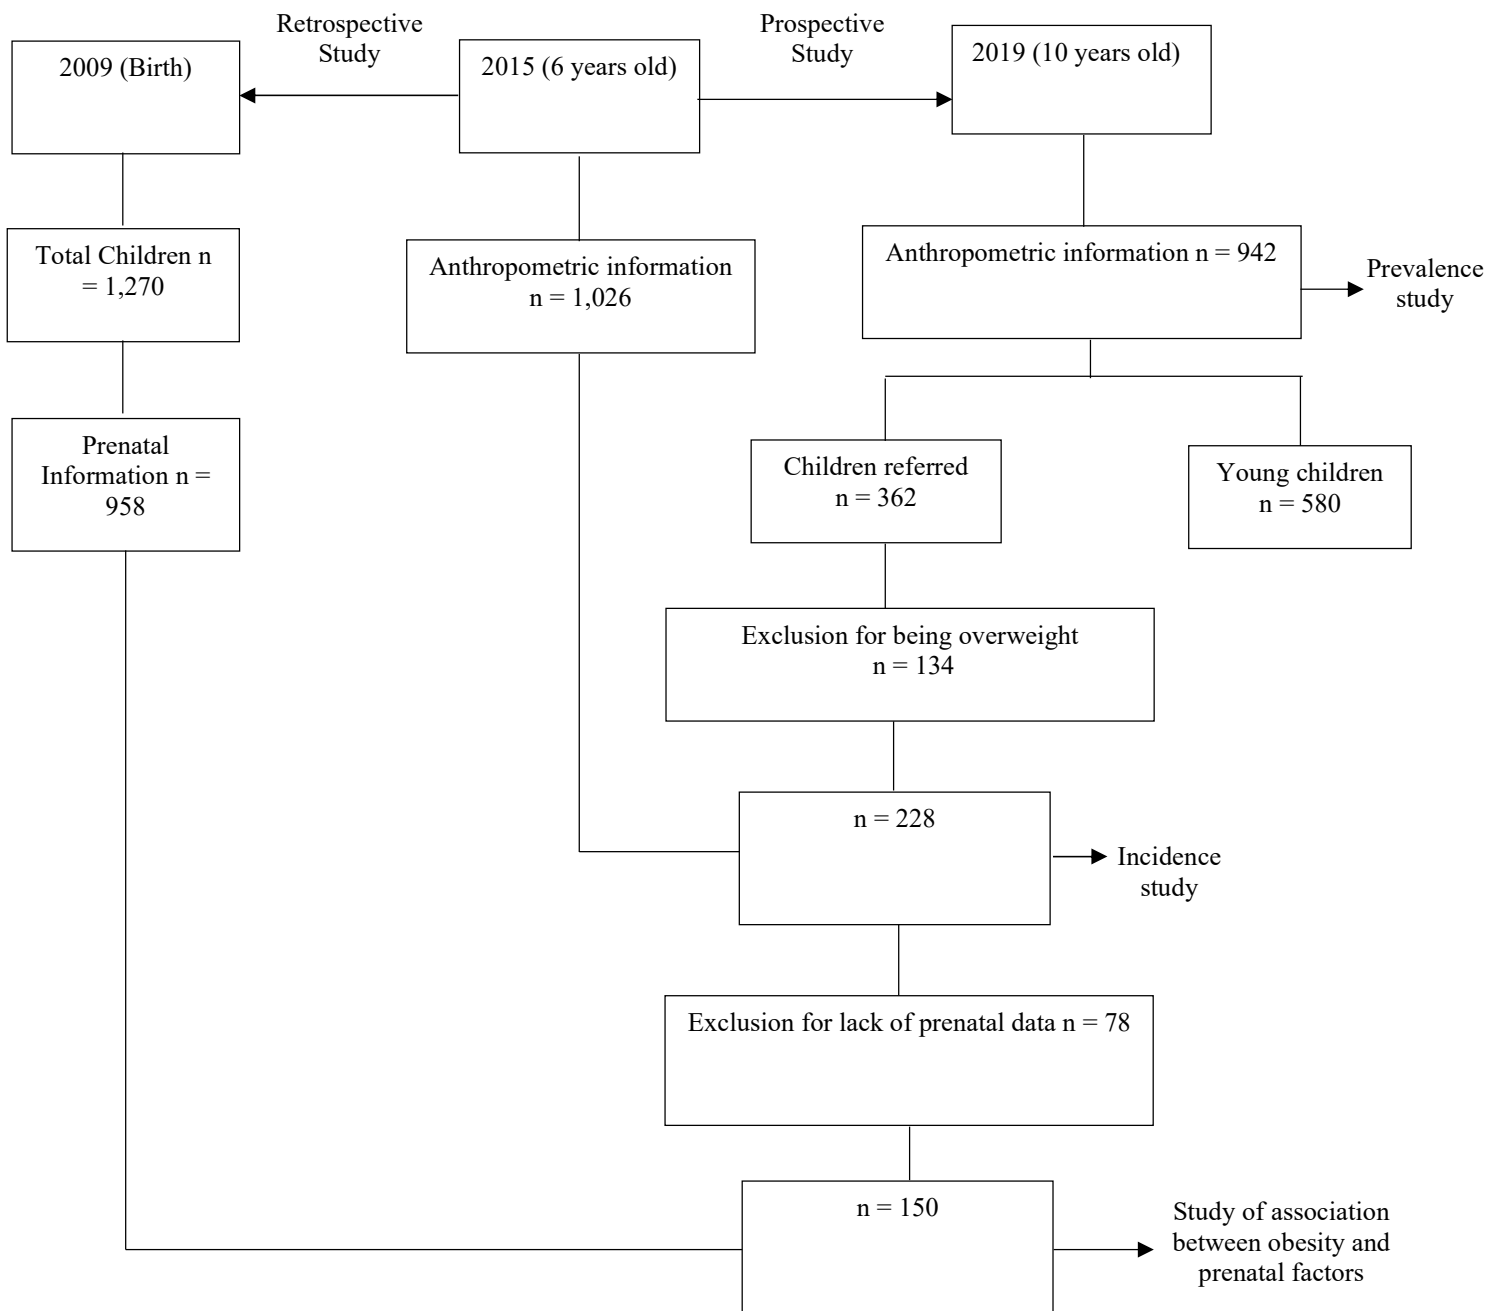 Retrospective
Study
Prospective
Study
2009 (Birth)
2015 (6 years old)
2019 (10 years old)
Total Children n
= 1,270
Anthropometric information
n = 1,026
Anthropometric information n = 942
Prevalence
study
Prenatal
Information n =
958
Children referred
n = 362
Young children
n = 580
Exclusion for being overweight
n = 134
n = 228
Incidence
study
Exclusion for lack of prenatal data n = 78
n = 150
Study of association
between obesity and
prenatal factors